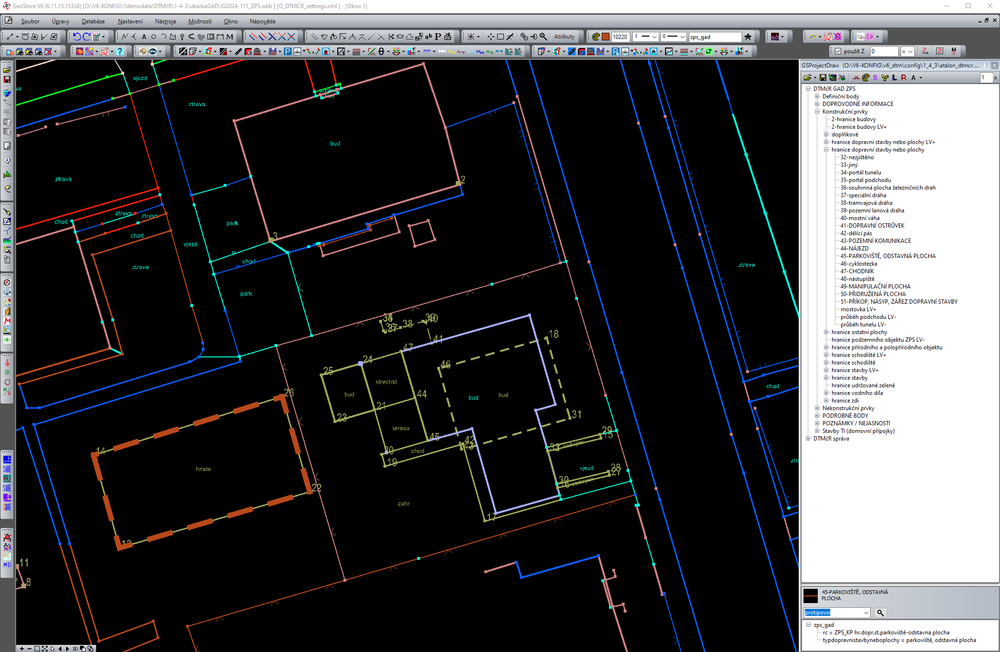 GeoStore V6 (6.11.15.15334) [O:\V6-KONFIG\!!demodata\DTMčR\1-4-3\ukazkaGAD\IG2024-111_ZPS.wkb ] [O_DTMCR_settings.xml ] - [Okno 1]
Soubor Úpravy Databáze Nastavení Nástroje Možnosti Okno Nápověda
Atributy 10220 1 0 zps_gad Č.P.
použít Z 0 =
GSProjectDraw (O:\V6-KONFIG\v6_dtm\config\1_4_3\etalon_dtmcr....
S L R A 1 x
DTMčR GAD ZPS
Definiční body
DOPROVODNÉ INFORMACE
Konstrukční prvky
2-hranice budovy
2-hranice budovy LV+
doplňkové
hranice dopravní stavby nebo plochy LV+
hranice dopravní stavby nebo plochy
32-nezjištěno
33-jiný
34-portál tunelu
35-portál podchodu
36-souhrnná plocha železničních drah
37-speciální dráha
38-tramvajová dráha
39-pozemní lanová dráha
40-mostní váha
41-DOPRAVNÍ OSTRŮVEK
42-dělící pás
43-POZEMNÍ KOMUNIKACE
44-NÁJEZD
45-PARKOVIŠTĚ, ODSTAVNÁ PLOCHA
46-cyklostezka
47-CHODNÍK
48-nástupiště
49-MANIPULAČNÍ PLOCHA
50-PŘIDRUŽENÁ PLOCHA
51-PŘÍKOP, NÁSYP, ZÁŘEZ DOPRAVNÍ STAVBY
mostovka LV+
průběh podchodu LV-
průběh tunelu LV-
hranice ostatní plochy
hranice podzemního objektu ZPS LV-
hranice přírodního a polopřírodního objektu
hranice schodiště LV+
hranice schodiště
hranice stavby LV+
hranice stavby
hranice udržované zeleně
hranice vodního díla
hranice zdi
Nekonstrukční prvky
PODROBNÉ BODY
POZNÁMKY / NEJASNOSTI
Stavby TI (domovní přípojky)
DTMčR správa
45-PARKOVIŠTĚ, ODSTAVNÁ
PLOCHA
protipovo
zps_gad
rc = ZPS_KP hr.dopr.st.parkoviště-odstavná plocha
typdopravnistavbyneboplochy = parkoviště, odstavná plocha
vjezd
ztrava
bud
ztrava
2
chod
ztrava
ztrava
park
chod
3
vjezd
chod
ztrava
ztrava
park
38
41
18
47
24
46
25
strechst
bud
44
bud
bud
chod
26
21
23
31
terasa
45
29
14
20
chod
42
19
hriste
vjezd
28
27
30
22
zahr
17
11
8
SQL
SAVE
SAVE
SAVE
RC
MD
3D